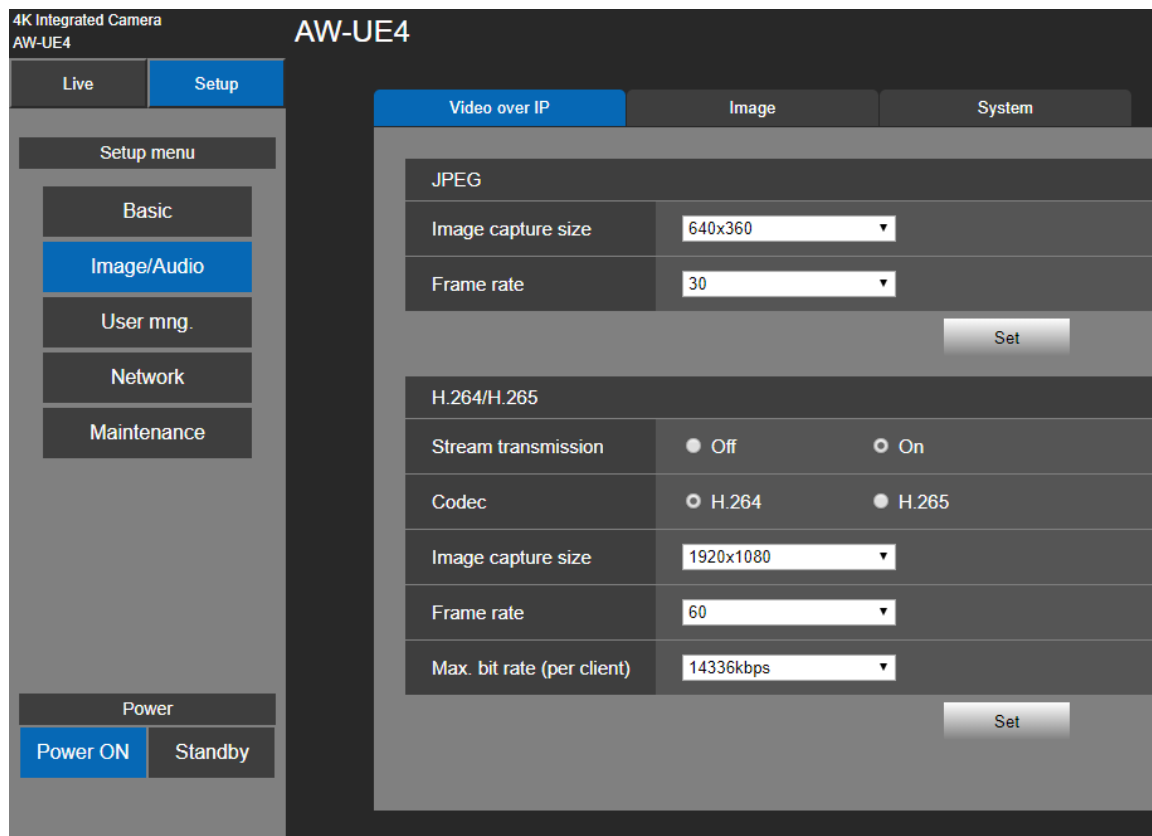 4K Integrated Camera
AW-UE4
AW-UE4
Live Setup
Setup menu
Basic
Image/Audio
User mng.
Network
Maintenance
Power
Power ON Standby
Video over IP Image System
JPEG
Image capture size 640x360
Frame rate 30
Set
H.264/H.265
Stream transmission Off On
Codec H.264 H.265
Image capture size 1920x1080
Frame rate 60
Max. bit rate (per client) 14336kbps
Set